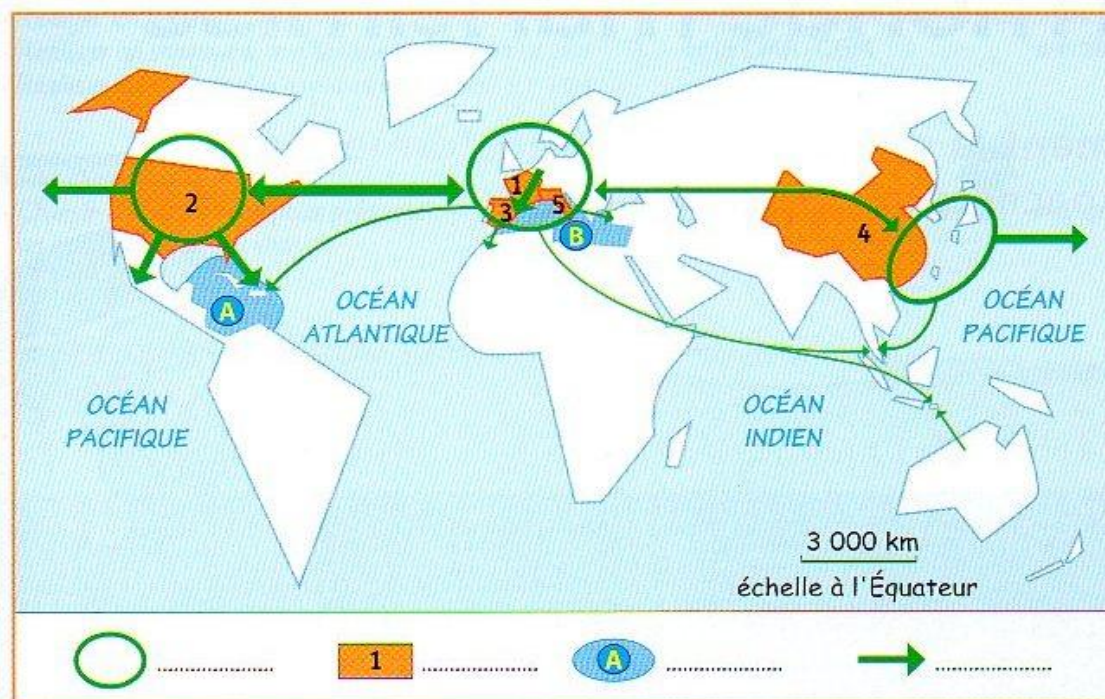 2
1
5
3
4
B
A
OCÉAN
ATLANTIQUE
OCÉAN
PACIFIQUE
OCÉAN
PACIFIQUE
OCÉAN
INDIEN
3 000 km
échelle à l'Équateur
.................... 1 .................... A .................... ....................